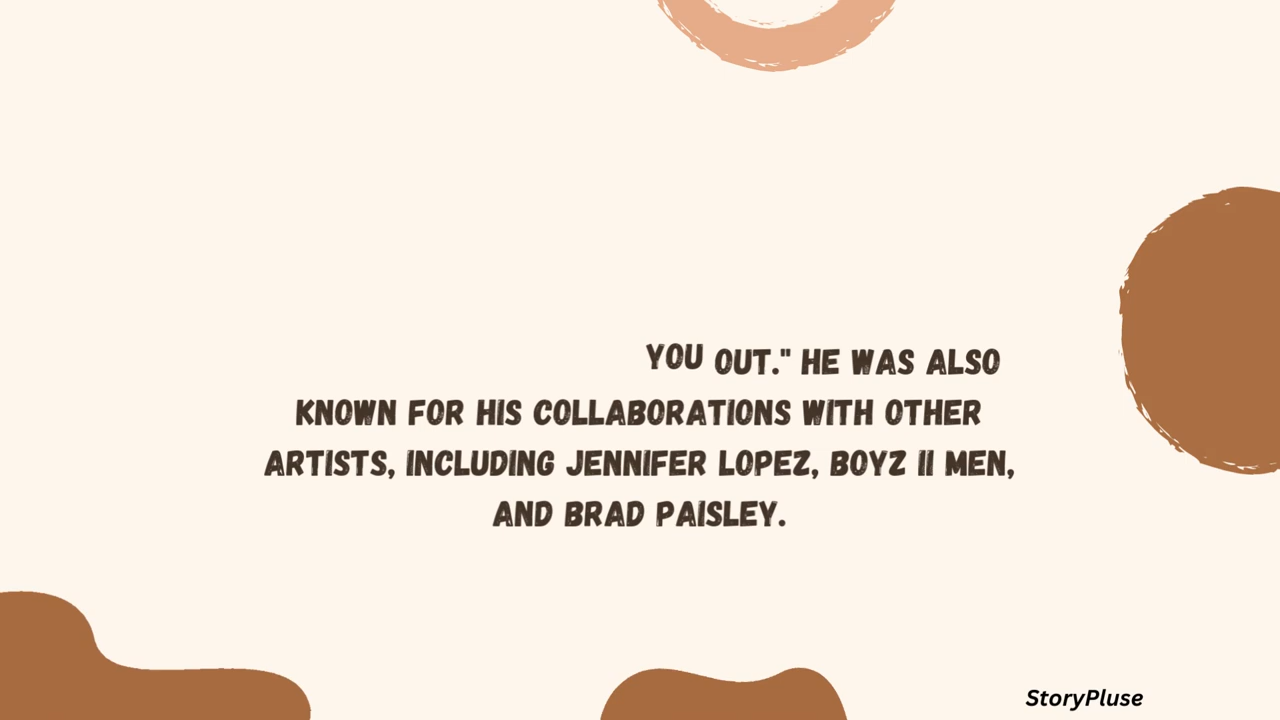 YOU OUT." HE WAS ALSO
KNOWN FOR HIS COLLABORATIONS WITH OTHER
ARTISTS, INCLUDING JENNIFER LOPEZ, BOYZ II MEN,
AND BRAD PAISLEY.
StoryPluse